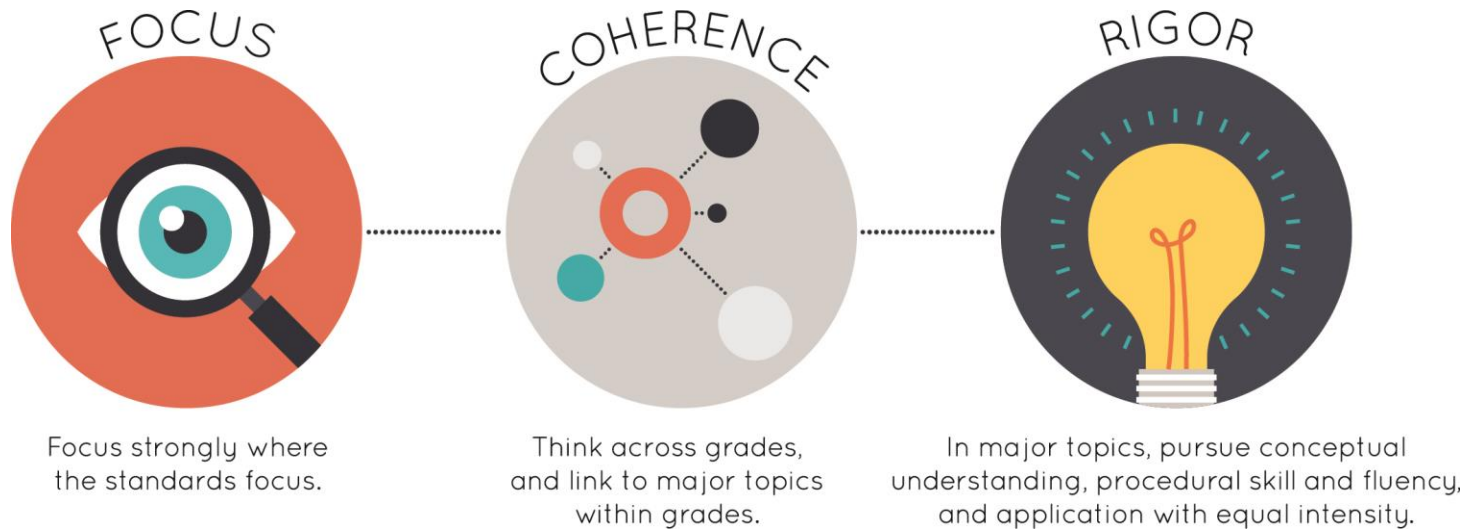 FOCUS
Focus strongly where
the standards focus.
COHERENCE
Think across grades,
and link to major topics
within grades.
RIGOR
In major topics, pursue conceptual
understanding, procedural skill and fluency,
and application with equal intensity.